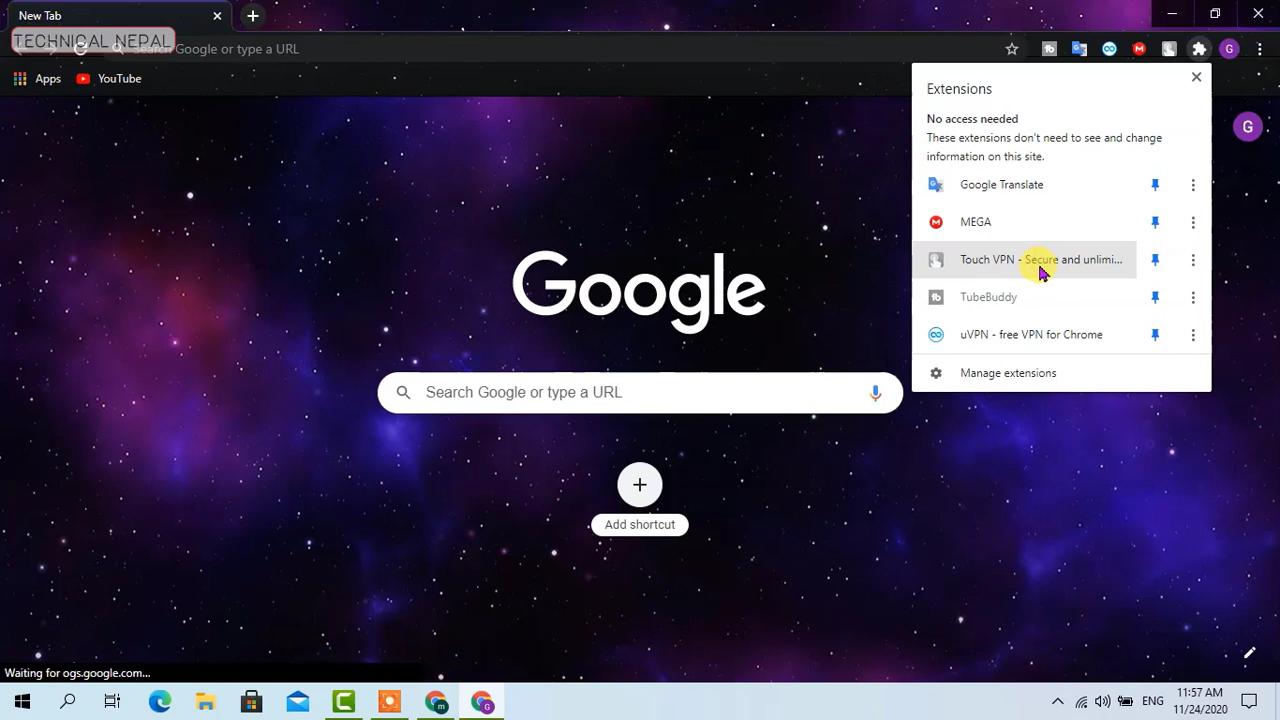 New Tab
TECHNICAL NEPAL
Search Google or type a URL
G
Apps
YouTube
Extensions
No access needed
These extensions don't need to see and change
information on this site.
G
Google Translate
MEGA
Touch VPN - Secure and unlimi...
TubeBuddy
uVPN - free VPN for Chrome
Manage extensions
Google
Search Google or type a URL
Add shortcut
Waiting for ogs.google.com...
ENG
11:57 AM
11/24/2020